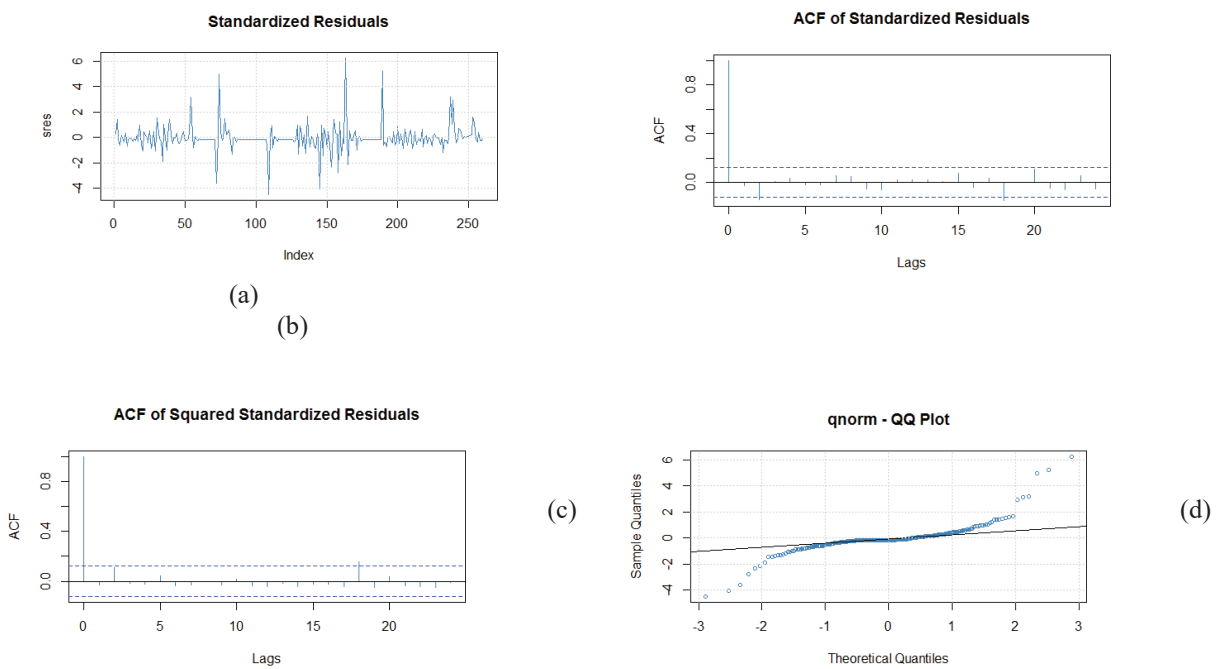 Standardized Residuals
6
4
2
0
-2
-4
sres
0 50 100 150 200 250
Index
(a)
(b)
ACF of Standardized Residuals
0.8
0.4
0.0
ACF
0 5 10 15 20
Lags
ACF of Squared Standardized Residuals
0.8
0.4
0.0
ACF
0 5 10 15 20
Lags
(c)
qnorm - QQ Plot
6
4
2
0
-2
-4
Sample Quantiles
-3 -2 -1 0 1 2 3
Theoretical Quantiles
(d)